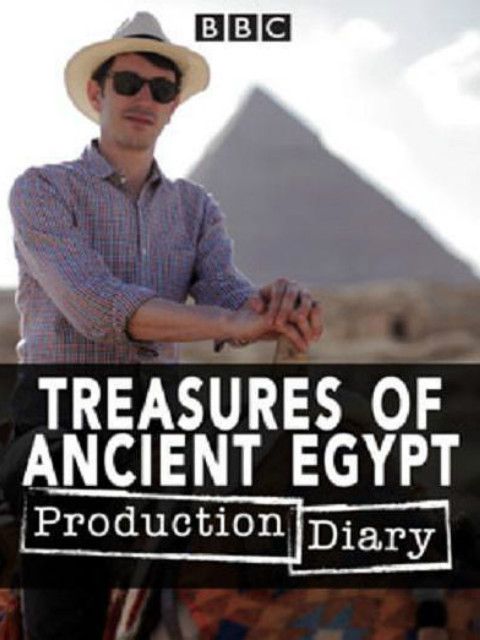 BBC
TREASURES OF
ANCIENT EGYPT
Production Diary